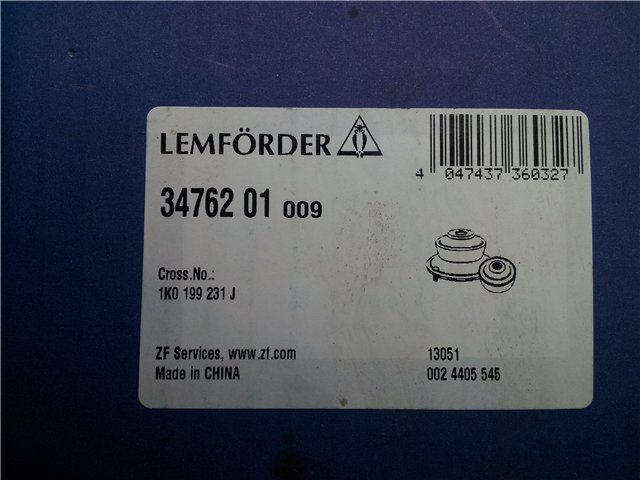 LEMFÖRDER
4 047437 360327
34762 01 009
Cross.No.:
1K0 199 231 J
ZF Services, www.zf.com
Made in CHINA
13051
002 4405 545